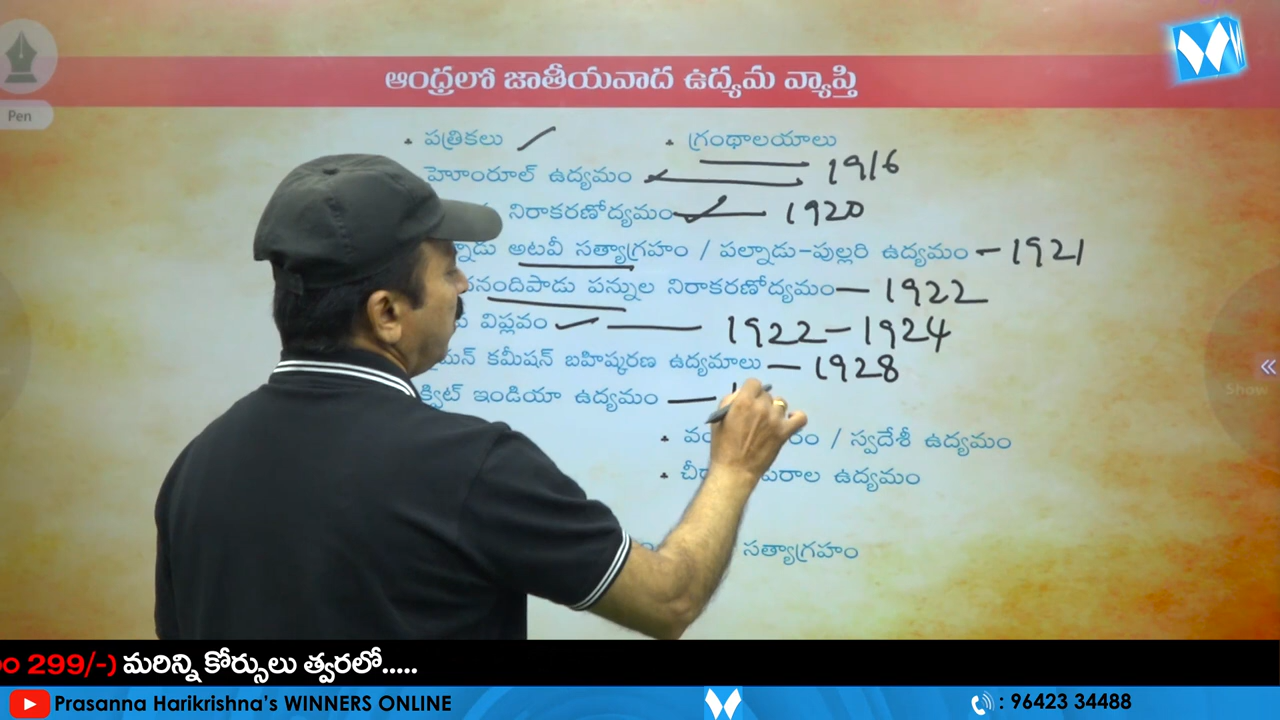 Pen
ఆంధ్రలో జాతీయవాద ఉద్యమ వ్యాప్తి
• పత్రికలు • గ్రంథాలయాలు
హెూంరూల్ ఉద్యమం 1916
నిరాకరణోద్యమం 1920
అటవీ సత్యాగ్రహం / పల్నాడు-పుల్లరి ఉద్యమం - 1921
పన్నుల నిరాకరణోద్యమం - 1922
విప్లవం 1922-1924
కమీషన్ బహిష్కరణ ఉద్యమాలు - 1928
క్విట్ ఇండియా ఉద్యమం -
• / స్వదేశీ ఉద్యమం
• ఉద్యమం
సత్యాగ్రహం
Show
299/-) మరిన్ని కోర్సులు త్వరలో.....
Prasanna Harikrishna's WINNERS ONLINE : 96423 34488